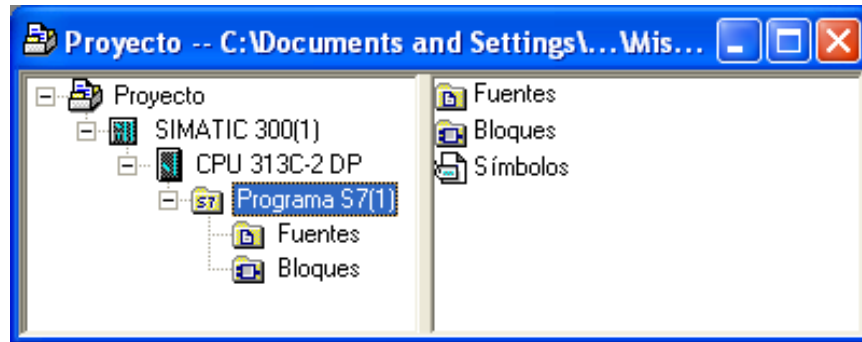 Proyecto -- C:\Documents and Settings\...\Mis...
Proyecto
SIMATIC 300(1)
CPU 313C-2 DP
S7 Programa S7(1)
Fuentes
Bloques
Fuentes
Bloques
Símbolos